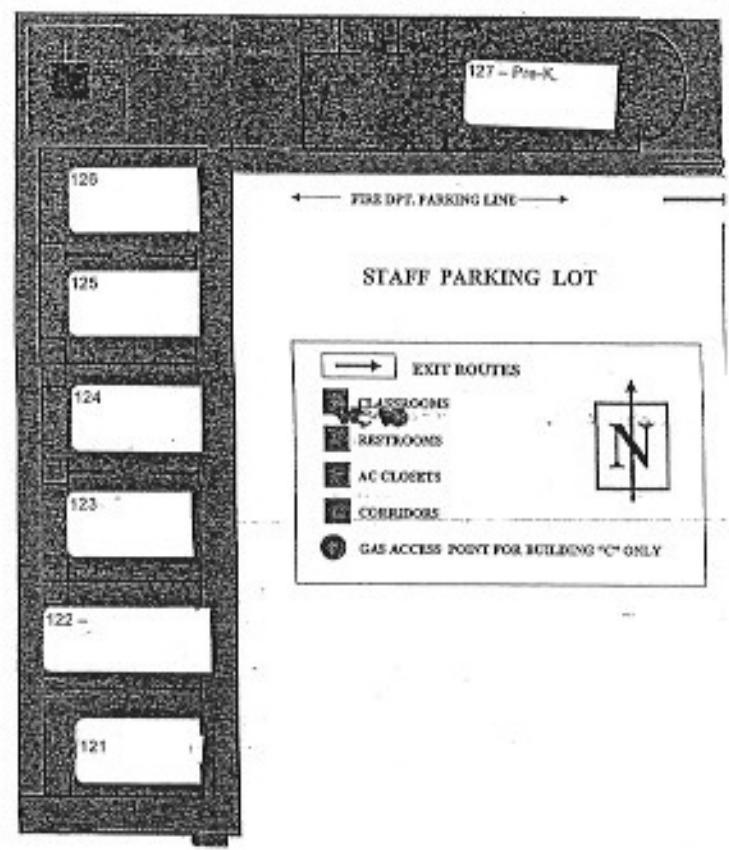 127 – Pre-K
126
FIRE DPT. PARKING LINE
125
STAFF PARKING LOT
EXIT ROUTES
124
CLASSROOMS
RESTROOMS
N
AC CLOSETS
123
CORRIDORS
GAS ACCESS POINT FOR BUILDING "C" ONLY
122 –
121